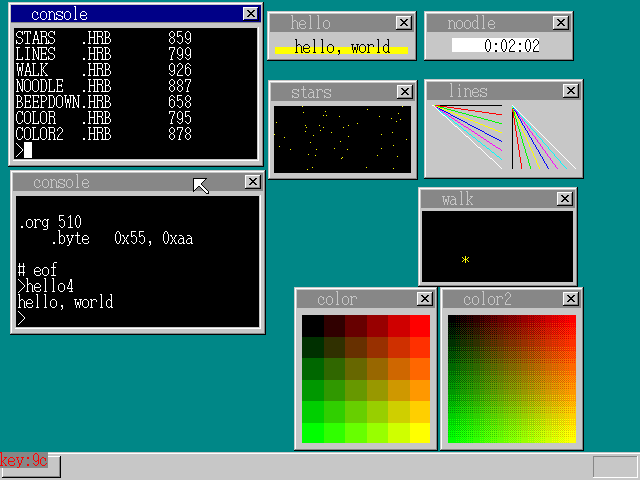 console
STARS .HRB 859
LINES .HRB 799
WALK .HRB 926
NOODLE .HRB 887
BEEPDOWN.HRB 658
COLOR .HRB 795
COLOR2 .HRB 878
>
hello
hello, world
noodle
0:02:02
stars
lines
console
.org 510
.byte 0x55, 0xaa
# eof
>hello4
hello, world
>
walk
*
color
color2
key:9c